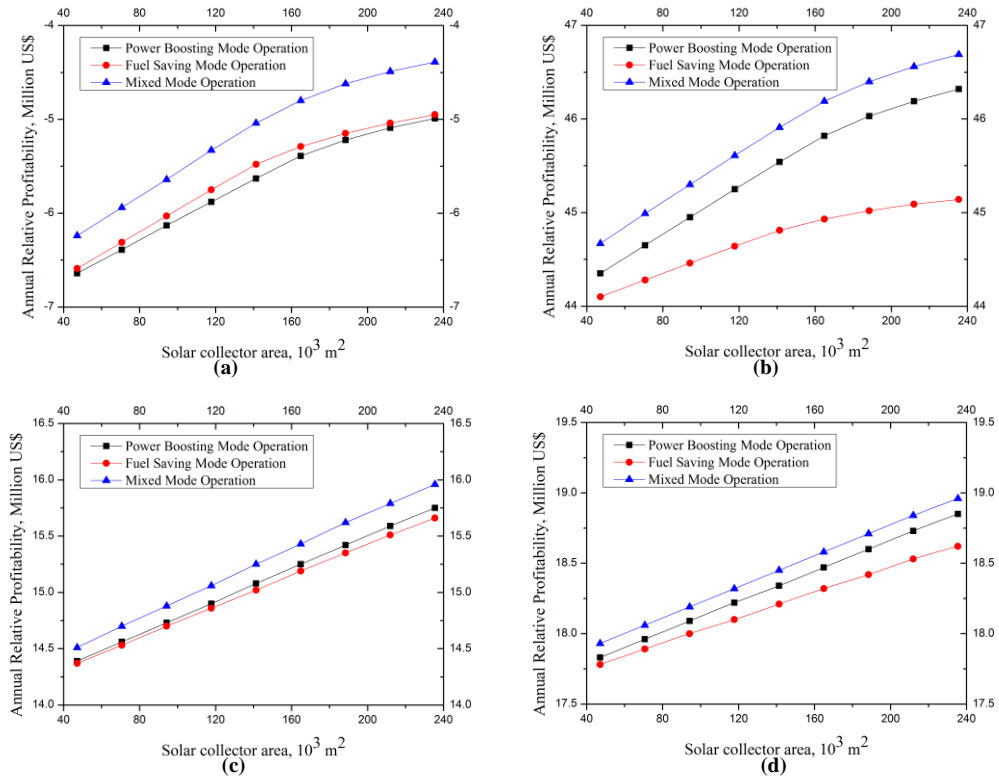 40 80 120 160 200 240
-4 -4
Power Boosting Mode Operation
Fuel Saving Mode Operation
Mixed Mode Operation
-5 -5
-6 -6
-7 -7
40 80 120 160 200 240
Annual Relative Profitability, Million US$
Solar collector area, 10³ m²
(a)
40 80 120 160 200 240
47 47
Power Boosting Mode Operation
Fuel Saving Mode Operation
Mixed Mode Operation
46 46
45 45
44 44
40 80 120 160 200 240
Annual Relative Profitability, Million US$
Solar collector area, 10³ m²
(b)
40 80 120 160 200 240
16.5 16.5
Power Boosting Mode Operation
Fuel Saving Mode Operation
Mixed Mode Operation
16.0 16.0
15.5 15.5
15.0 15.0
14.5 14.5
14.0 14.0
40 80 120 160 200 240
Annual Relative Profitability, Million US$
Solar collector area, 10³ m²
(c)
40 80 120 160 200 240
19.5 19.5
Power Boosting Mode Operation
Fuel Saving Mode Operation
Mixed Mode Operation
19.0 19.0
18.5 18.5
18.0 18.0
17.5 17.5
40 80 120 160 200 240
Annual Relative Profitability, Million US$
Solar collector area, 10³ m²
(d)